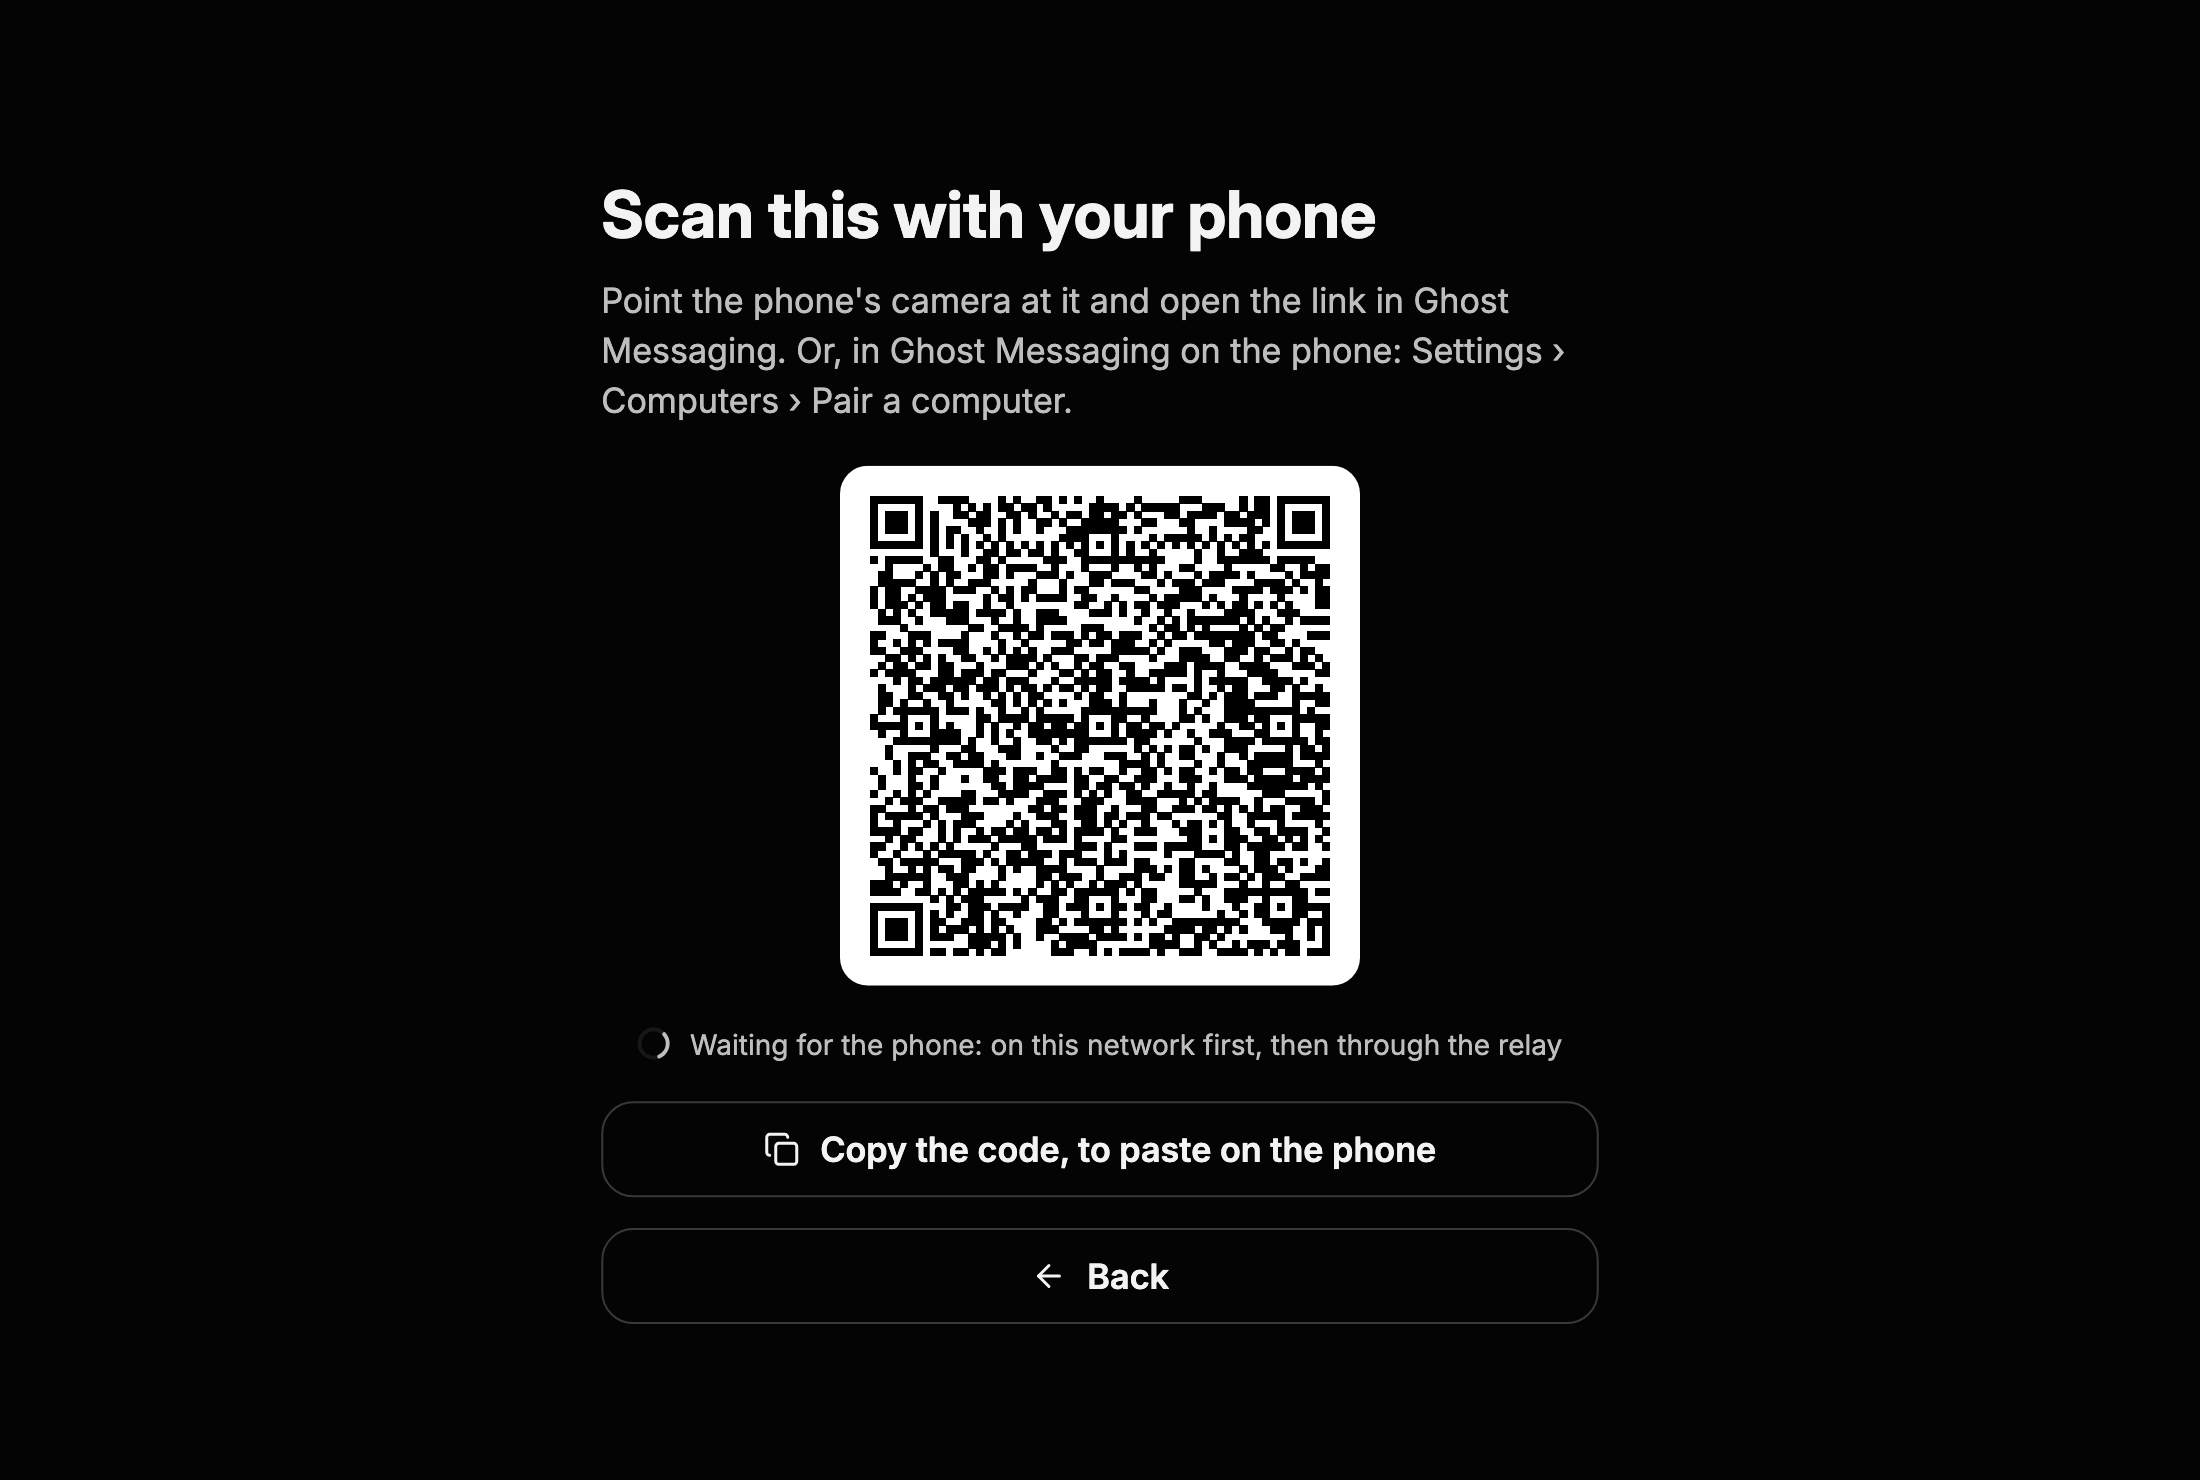 Scan this with your phone
Point the phone's camera at it and open the link in Ghost
Messaging. Or, in Ghost Messaging on the phone: Settings ›
Computers › Pair a computer.
Waiting for the phone: on this network first, then through the relay
Copy the code, to paste on the phone
Back